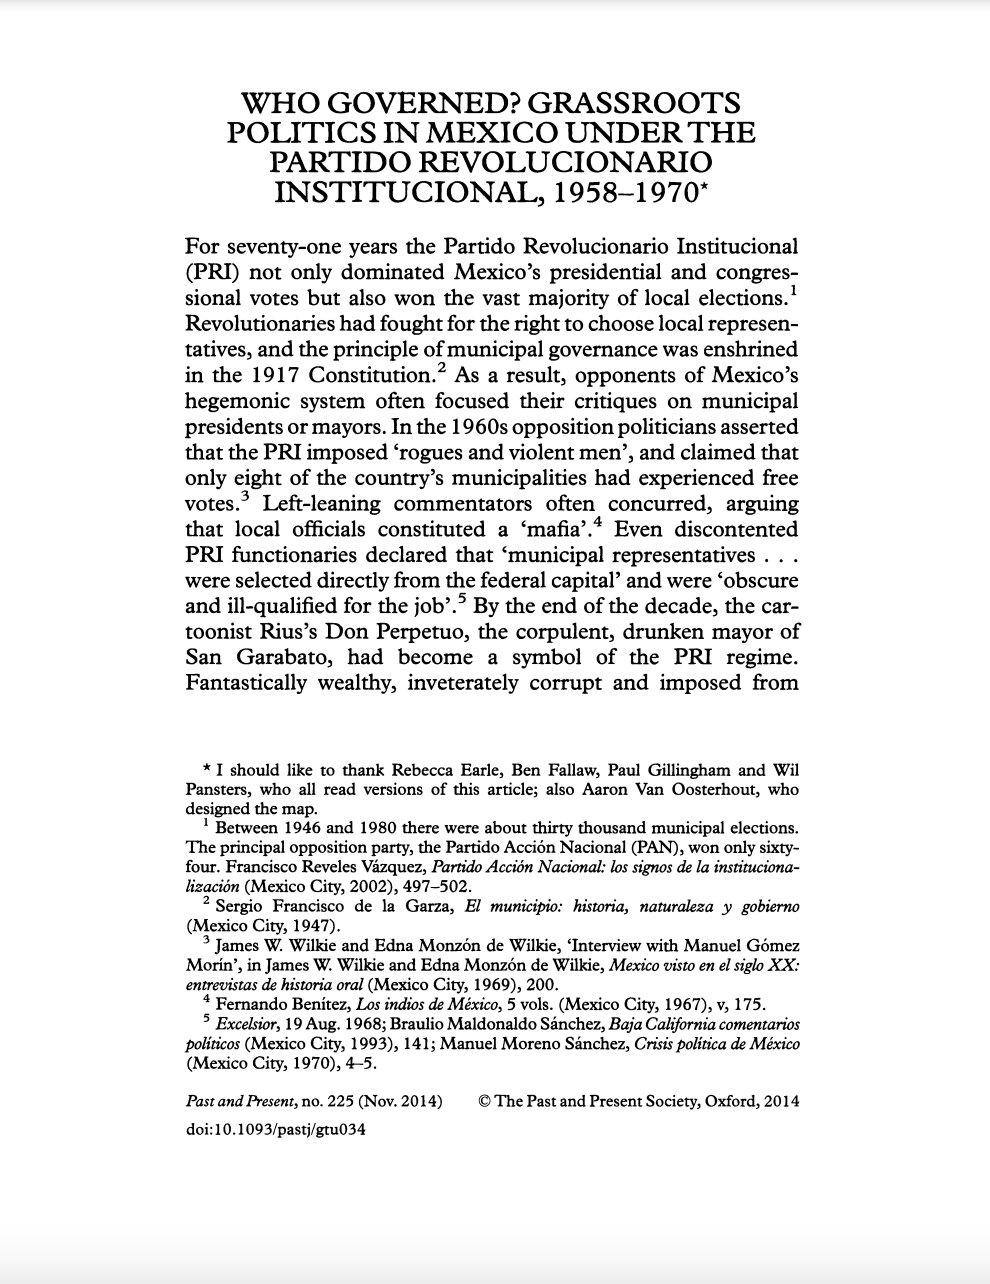 WHO GOVERNED? GRASSROOTS
POLITICS IN MEXICO UNDER THE
PARTIDO REVOLUCIONARIO
INSTITUCIONAL, 1958–1970*
For seventy-one years the Partido Revolucionario Institucional
(PRI) not only dominated Mexico’s presidential and congres-
sional votes but also won the vast majority of local elections.1
Revolutionaries had fought for the right to choose local represen-
tatives, and the principle of municipal governance was enshrined
in the 1917 Constitution.2 As a result, opponents of Mexico’s
hegemonic system often focused their critiques on municipal
presidents or mayors. In the 1960s opposition politicians asserted
that the PRI imposed ‘rogues and violent men’, and claimed that
only eight of the country’s municipalities had experienced free
votes.3 Left-leaning commentators often concurred, arguing
that local officials constituted a ‘mafia’.4 Even discontented
PRI functionaries declared that ‘municipal representatives . . .
were selected directly from the federal capital’ and were ‘obscure
and ill-qualified for the job’.5 By the end of the decade, the car-
toonist Rius’s Don Perpetuo, the corpulent, drunken mayor of
San Garabato, had become a symbol of the PRI regime.
Fantastically wealthy, inveterately corrupt and imposed from
* I should like to thank Rebecca Earle, Ben Fallaw, Paul Gillingham and Wil
Pansters, who all read versions of this article; also Aaron Van Oosterhout, who
designed the map.
1 Between 1946 and 1980 there were about thirty thousand municipal elections.
The principal opposition party, the Partido Acción Nacional (PAN), won only sixty-
four. Francisco Reveles Vázquez, Partido Acción Nacional: los signos de la instituciona-
lización (Mexico City, 2002), 497–502.
2 Sergio Francisco de la Garza, El municipio: historia, naturaleza y gobierno
(Mexico City, 1947).
3 James W. Wilkie and Edna Monzón de Wilkie, ‘Interview with Manuel Gómez
Morín’, in James W. Wilkie and Edna Monzón de Wilkie, Mexico visto en el siglo XX:
entrevistas de historia oral (Mexico City, 1969), 200.
4 Fernando Benítez, Los indios de México, 5 vols. (Mexico City, 1967), v, 175.
5 Excelsior, 19 Aug. 1968; Braulio Maldonaldo Sánchez, Baja California comentarios
políticos (Mexico City, 1993), 141; Manuel Moreno Sánchez, Crisis política de México
(Mexico City, 1970), 4–5.
Past and Present, no. 225 (Nov. 2014) © The Past and Present Society, Oxford, 2014
doi:10.1093/pastj/gtu034